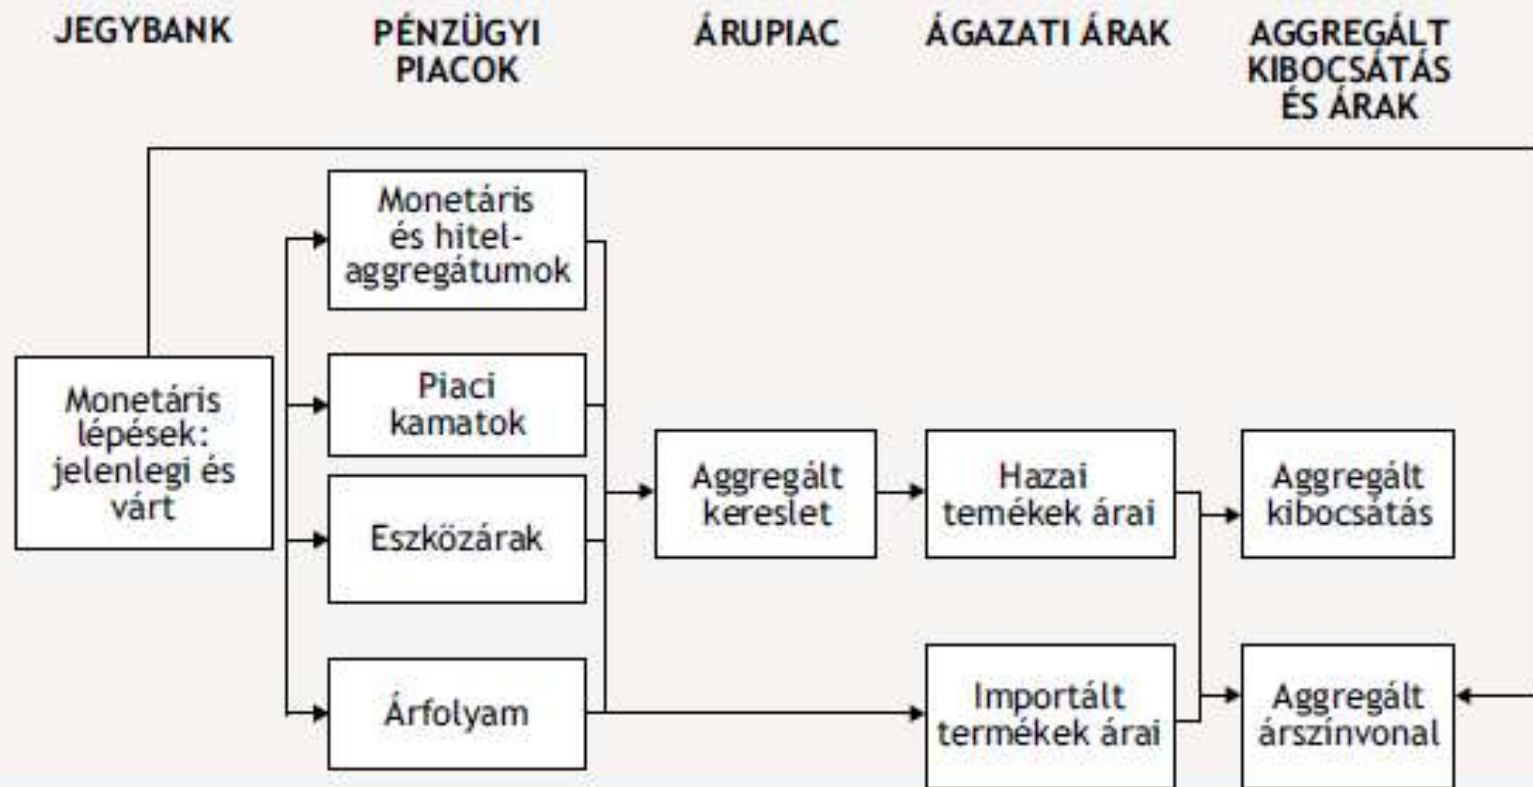 JEGYBANK
PÉNZÜGYI
PIACOK
ÁRUPIAC
ÁGAZATI ÁRAK
AGGREGÁLT
KIBOCSÁTÁS
ÉS ÁRAK
Monetáris
lépések:
jelenlegi és
várt
Monetáris
és hitel-
aggregátumok
Piaci
kamatok
Eszközárak
Árfolyam
Aggregált
kereslet
Hazai
temékek árai
Importált
termékek árai
Aggregált
kibocsátás
Aggregált
árszínvonal